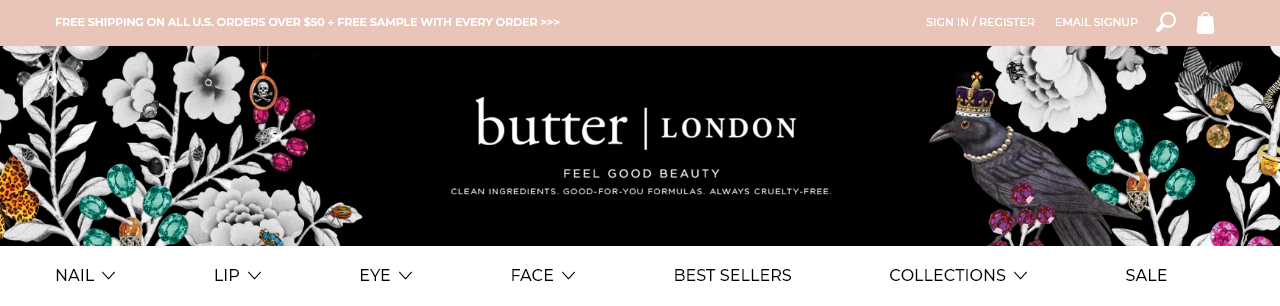 FREE SHIPPING ON ALL U.S. ORDERS OVER $50 + FREE SAMPLE WITH EVERY ORDER >>>
SIGN IN / REGISTER
EMAIL SIGNUP
butter | LONDON
FEEL GOOD BEAUTY
CLEAN INGREDIENTS. GOOD-FOR-YOU FORMULAS. ALWAYS CRUELTY-FREE.
NAIL
LIP
EYE
FACE
BEST SELLERS
COLLECTIONS
SALE